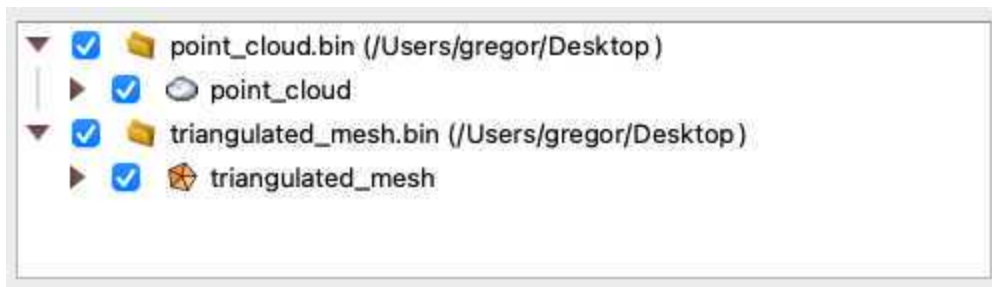 point_cloud.bin (/Users/gregor/Desktop)
point_cloud
triangulated_mesh.bin (/Users/gregor/Desktop)
triangulated_mesh